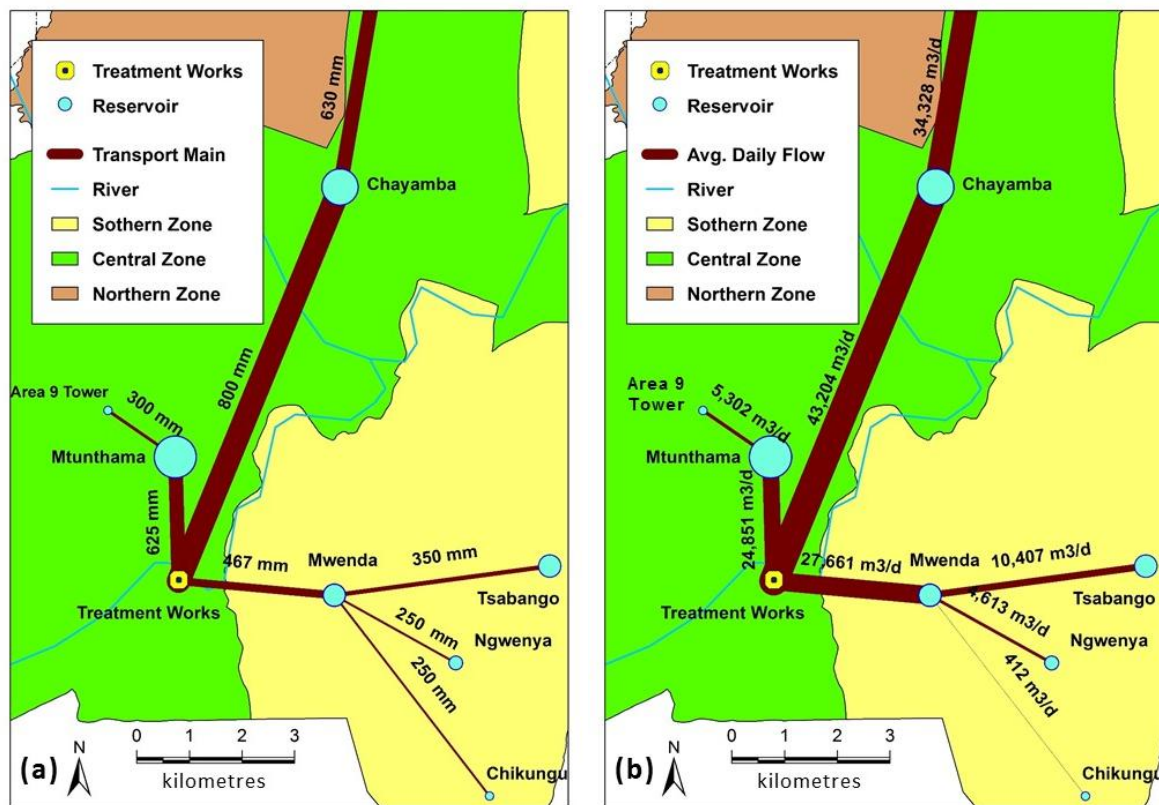 Treatment Works
Reservoir
Transport Main
River
Sothern Zone
Central Zone
Northern Zone
630 mm
Chayamba
800 mm
Area 9 Tower
300 mm
Mtunthama
625 mm
467 mm
Mwenda
350 mm
Treatment Works
Tsabango
250 mm
Ngwenya
250 mm
Chikungu
N
0 1 2 3
kilometres
(a)
Treatment Works
Reservoir
Avg. Daily Flow
River
Sothern Zone
Central Zone
Northern Zone
34,328 m3/d
Chayamba
43,204 m3/d
Area 9
Tower
5,302 m3/d
Mtunthama
24,851 m3/d
27,661 m3/d
Mwenda
10,407 m3/d
Treatment Works
Tsabango
4,613 m3/d
Ngwenya
412 m3/d
Chikungu
N
0 1 2 3
kilometres
(b)